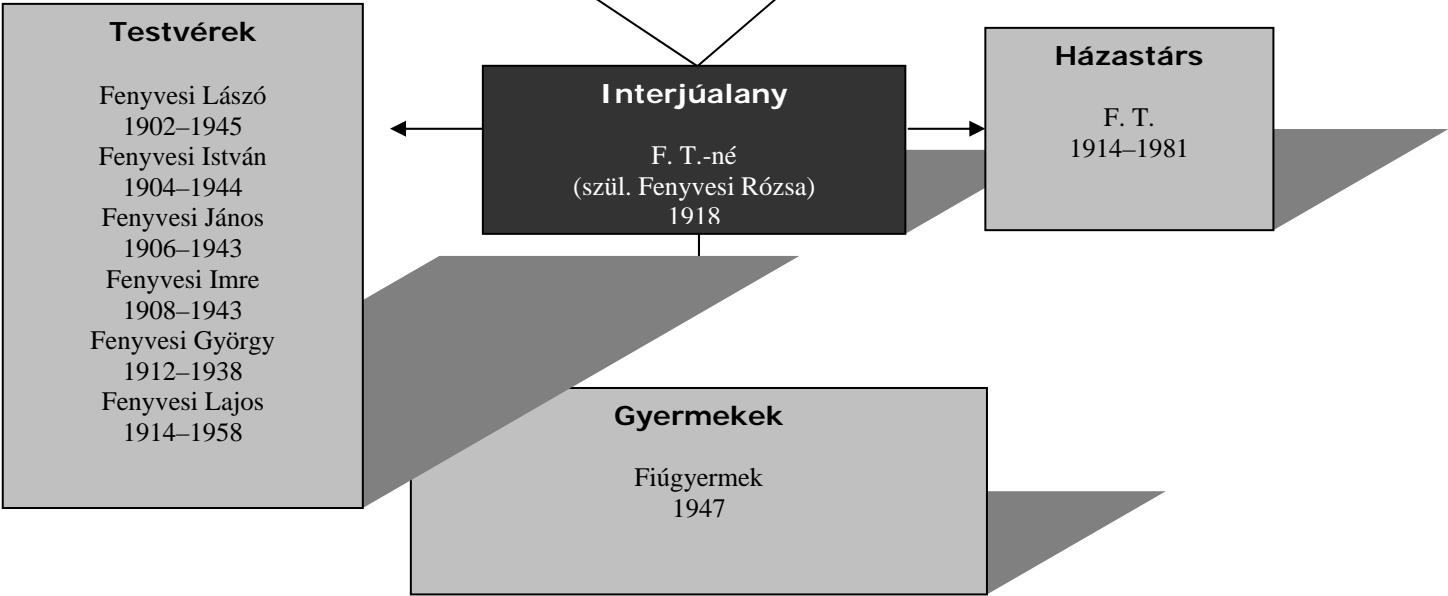 Testvérek
Fenyvesi László
1902–1945
Fenyvesi István
1904–1944
Fenyvesi János
1906–1943
Fenyvesi Imre
1908–1943
Fenyvesi György
1912–1938
Fenyvesi Lajos
1914–1958
Interjúalany
F. T.-né
(szül. Fenyvesi Rózsa)
1918
Házastárs
F. T.
1914–1981
Gyermekek
Fiúgyermek
1947